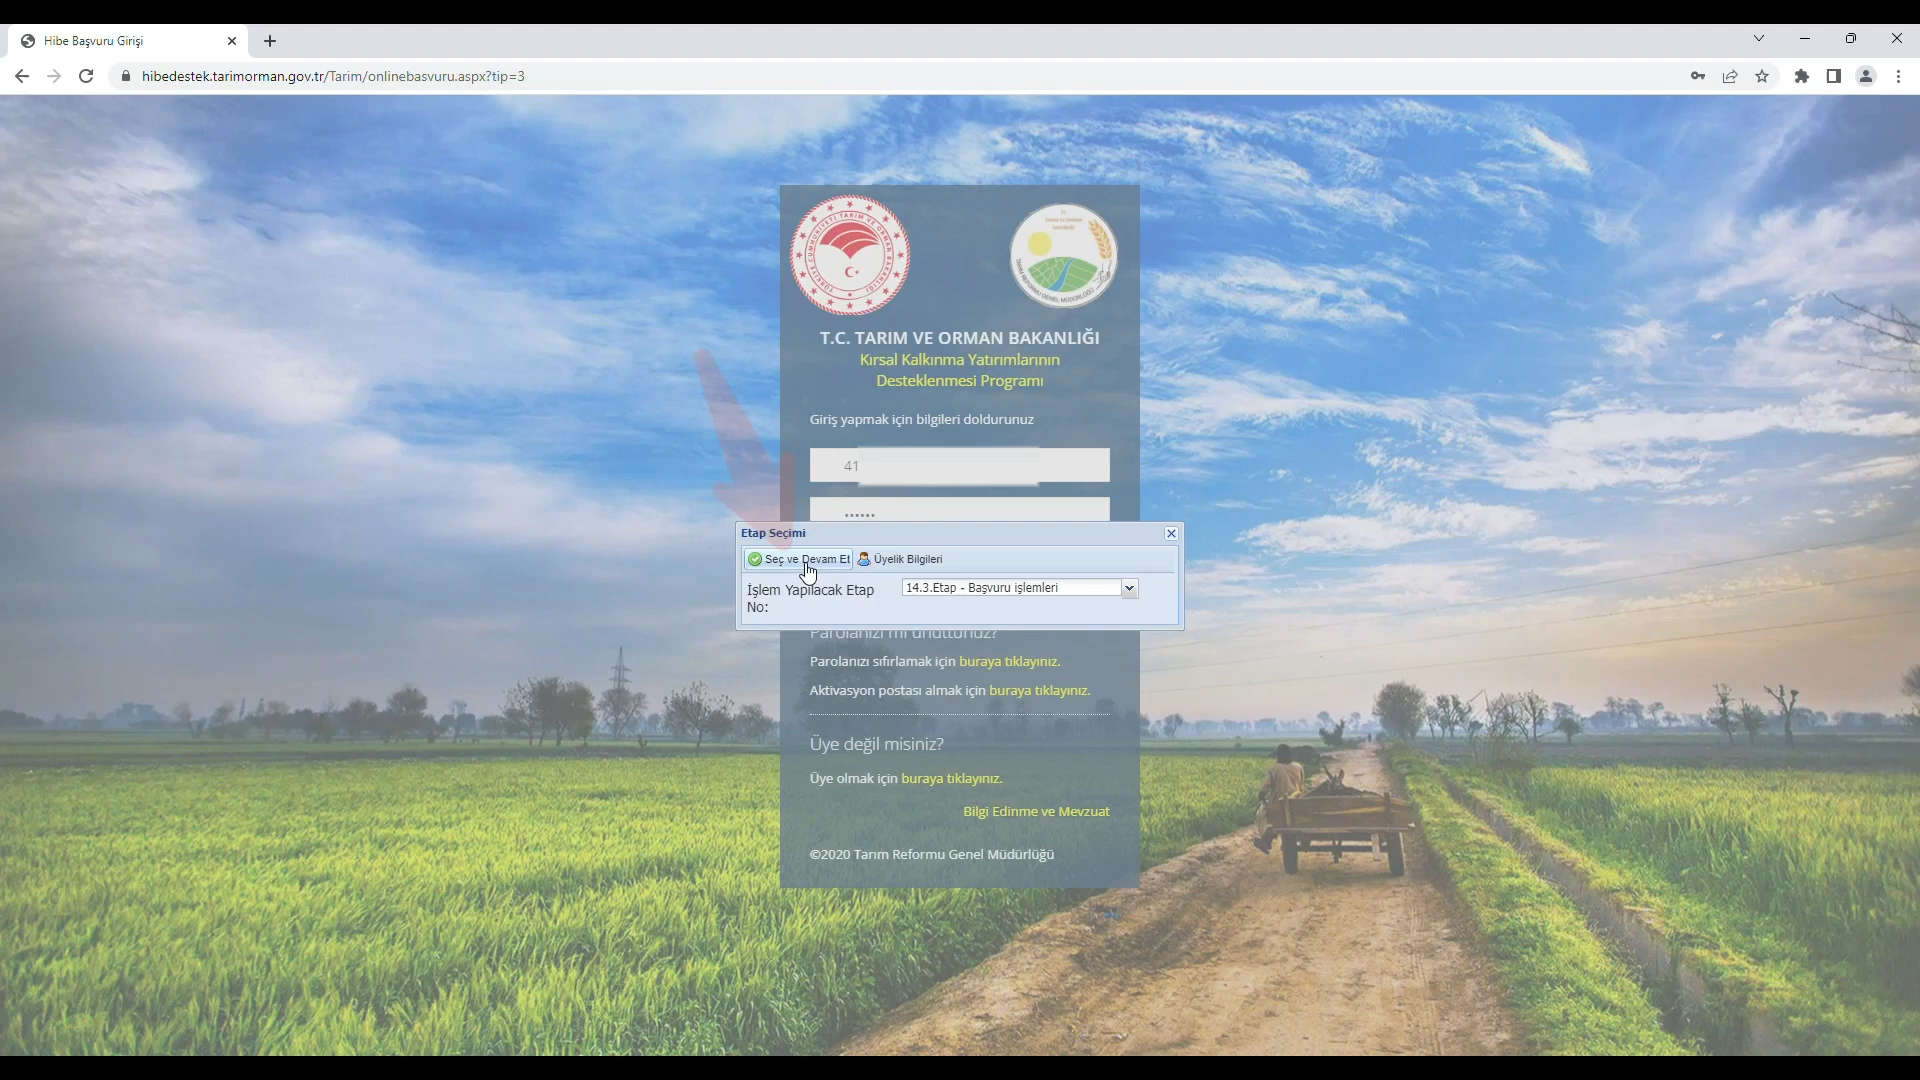 Hibe Başvuru Girişi
hibedestek.tarimorman.gov.tr/Tarim/onlinebasvuru.aspx?tip=3
T.C. TARIM VE ORMAN BAKANLIĞI
Kırsal Kalkınma Yatırımlarının
Desteklenmesi Programı
Giriş yapmak için bilgileri doldurunuz
41
Etap Seçimi
Seç ve Devam Et Üyelik Bilgileri
İşlem Yapılacak Etap
No:
14.3.Etap - Başvuru işlemleri
Parolanızı mı unuttunuz?
Parolanızı sıfırlamak için buraya tıklayınız.
Aktivasyon postası almak için buraya tıklayınız.
Üye değil misiniz?
Üye olmak için buraya tıklayınız.
Bilgi Edinme ve Mevzuat
©2020 Tarım Reformu Genel Müdürlüğü